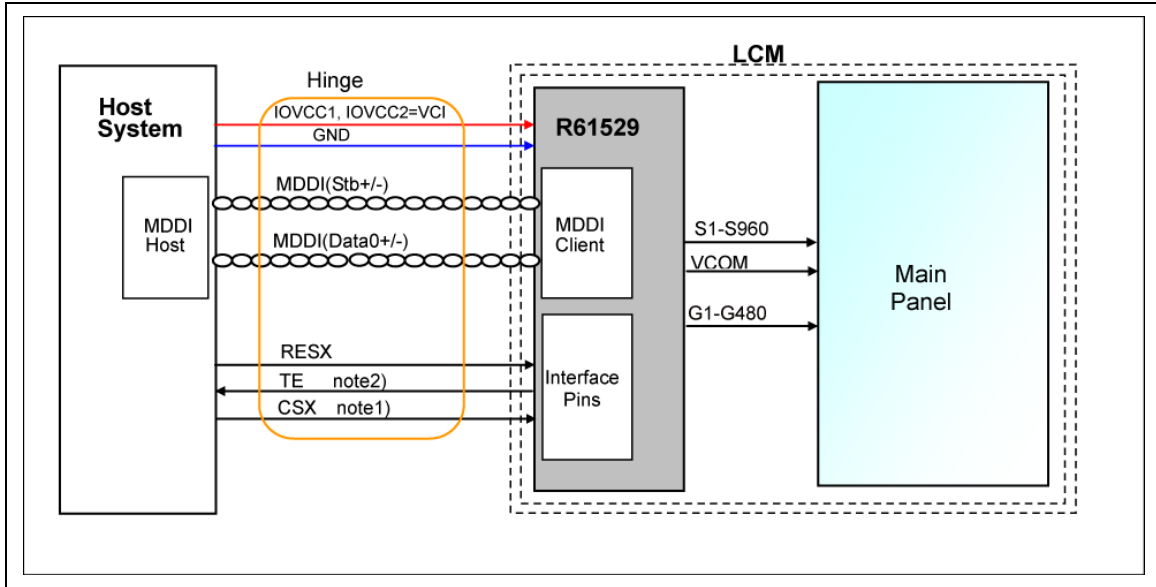 LCM
Hinge
Host
System
IOVCC1, IOVCC2=VCI
GND
R61529
MDDI(Stb+/-)
MDDI
Host
MDDI(Data0+/-)
MDDI
Client
S1-S960
VCOM
G1-G480
Main
Panel
RESX
TE note2)
CSX note1)
Interface
Pins